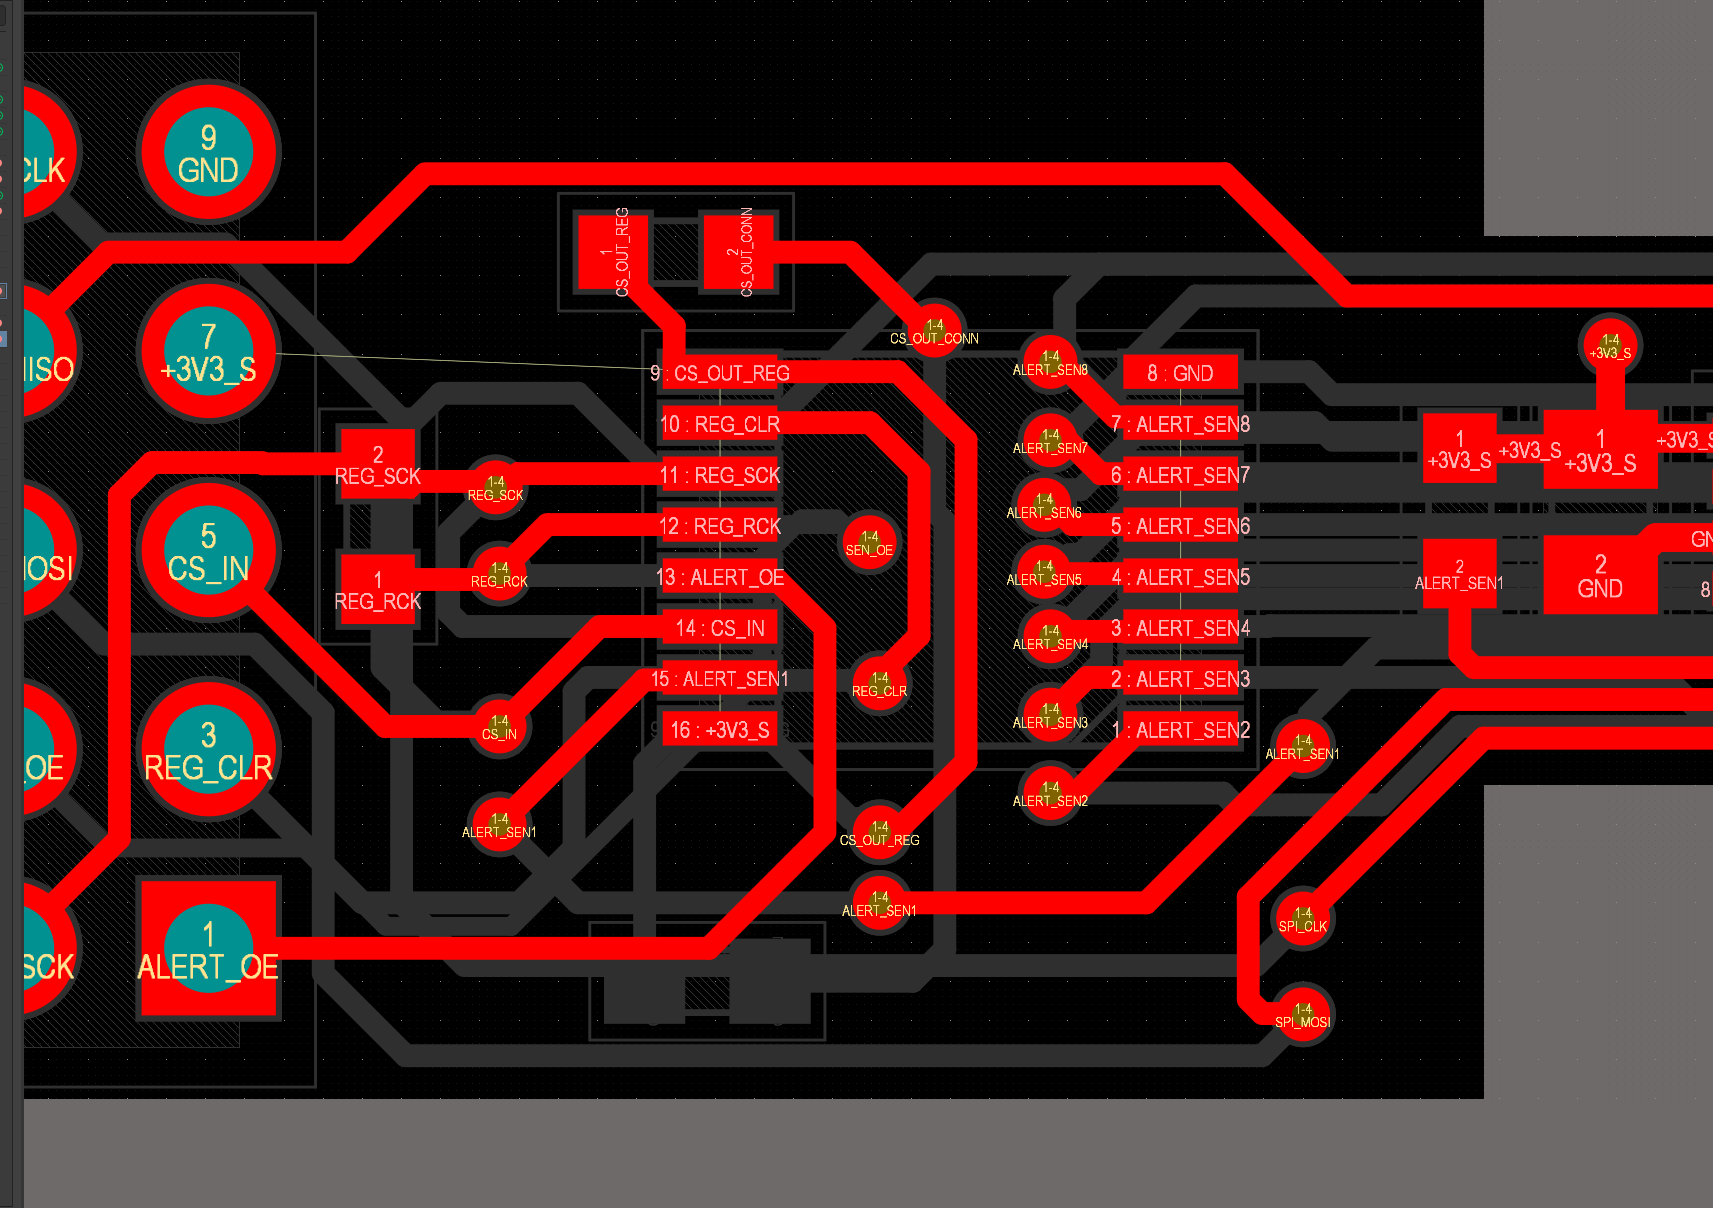 9
GND
CLK
7
+3V3_S
MISO
5
CS_IN
MOSI
3
REG_CLR
_OE
1
ALERT_OE
SCK
1
CS_OUT_REG
2
CS_OUT_CONN
1-4
CS_OUT_CONN
2
REG_SCK
1
REG_RCK
1-4
REG_SCK
1-4
REG_RCK
1-4
CS_IN
1-4
ALERT_SEN1
9 : CS_OUT_REG
10 : REG_CLR
11 : REG_SCK
12 : REG_RCK
13 : ALERT_OE
14 : CS_IN
15 : ALERT_SEN1
16 : +3V3_S
1-4
SEN_OE
1-4
REG_CLR
1-4
CS_OUT_REG
1-4
ALERT_SEN1
1-4
ALERT_SEN8
1-4
ALERT_SEN7
1-4
ALERT_SEN6
1-4
ALERT_SEN5
1-4
ALERT_SEN4
1-4
ALERT_SEN3
1-4
ALERT_SEN2
8 : GND
7 : ALERT_SEN8
6 : ALERT_SEN7
5 : ALERT_SEN6
4 : ALERT_SEN5
3 : ALERT_SEN4
2 : ALERT_SEN3
1 : ALERT_SEN2
1-4
ALERT_SEN1
1-4
SPI_CLK
1-4
SPI_MOSI
1-4
+3V3_S
1
+3V3_S
+3V3_S
1
+3V3_S
+3V3_S
2
ALERT_SEN1
2
GND
GN
8